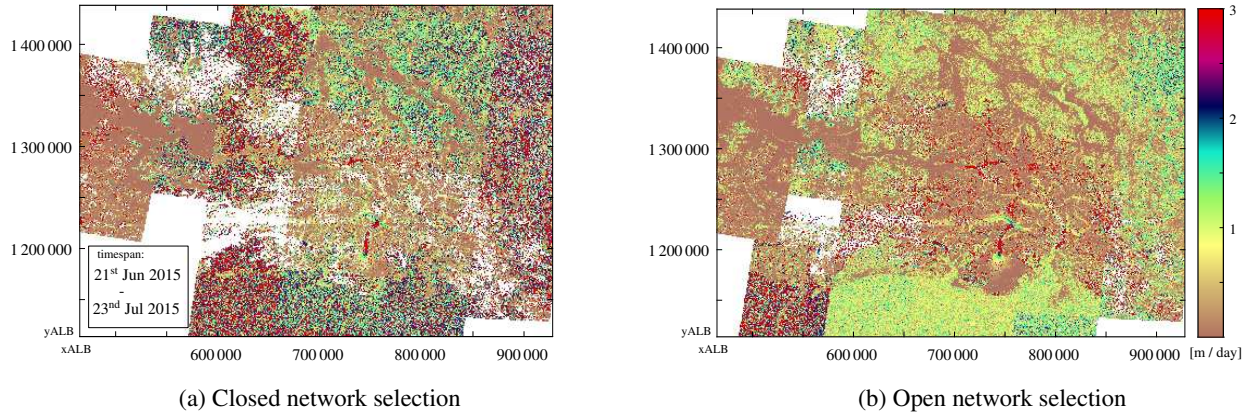 1 400 000
1 300 000
1 200 000
timespan:
21st Jun 2015
-
23nd Jul 2015
yALB
xALB
600 000
700 000
800 000
900 000
(a) Closed network selection
1 400 000
1 300 000
1 200 000
yALB
xALB
600 000
700 000
800 000
900 000
3
2
1
[m / day]
(b) Open network selection